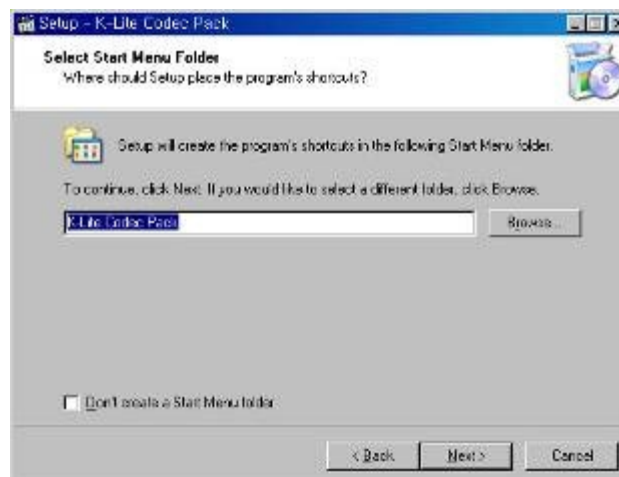 Setup - K-Lite Codec Pack
Select Start Menu Folder
Where should Setup place the program's shortcuts?
Setup will create the program's shortcuts in the following Start Menu folder.
To continue, click Next. If you would like to select a different folder, click Browse.
K-Lite Codec Pack
Browse...
Don't create a Start Menu folder
< Back
Next >
Cancel